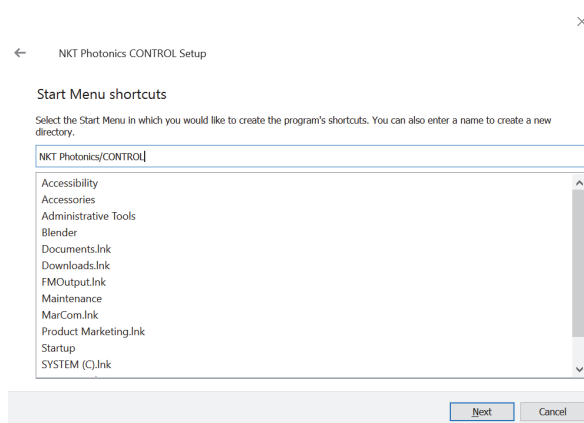 NKT Photonics CONTROL Setup
Start Menu shortcuts
Select the Start Menu in which you would like to create the program's shortcuts. You can also enter a name to create a new
directory.
NKT Photonics/CONTROL
Accessibility
Accessories
Administrative Tools
Blender
Documents.lnk
Downloads.lnk
FMOutput.lnk
Maintenance
MarCom.lnk
Product Marketing.lnk
Startup
SYSTEM (C).lnk
Next Cancel